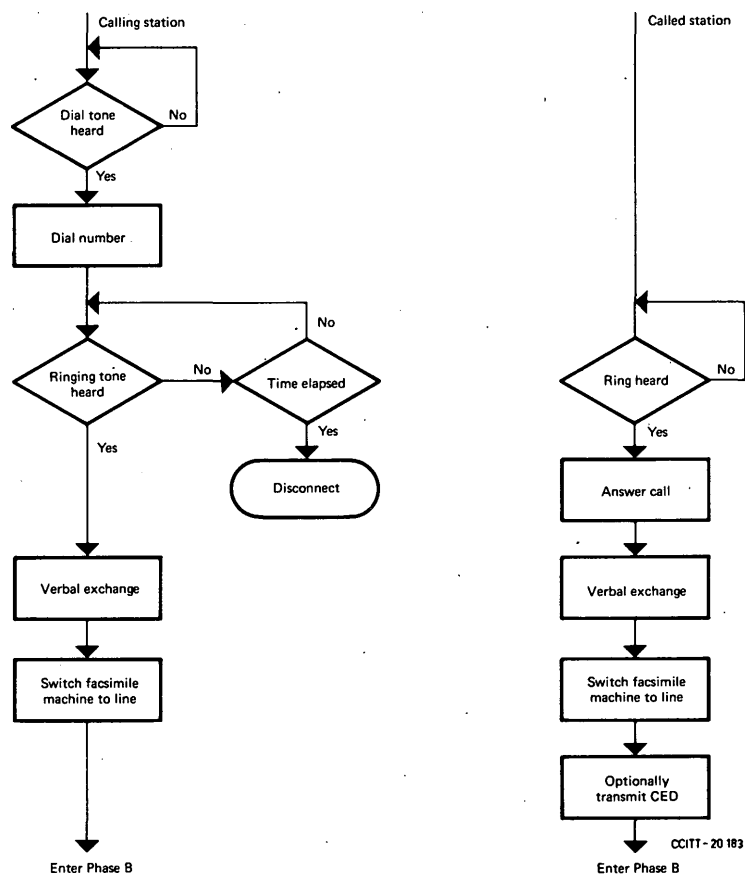 Calling station
Dial tone
heard
No
Yes
Dial number
No
Ringing tone
heard
No
Time elapsed
Yes
Yes
Disconnect
Verbal exchange
Switch facsimile
machine to line
Enter Phase B
Called station
Ring heard
No
Yes
Answer call
Verbal exchange
Switch facsimile
machine to line
Optionally
transmit CED
CCITT - 20 183
Enter Phase B